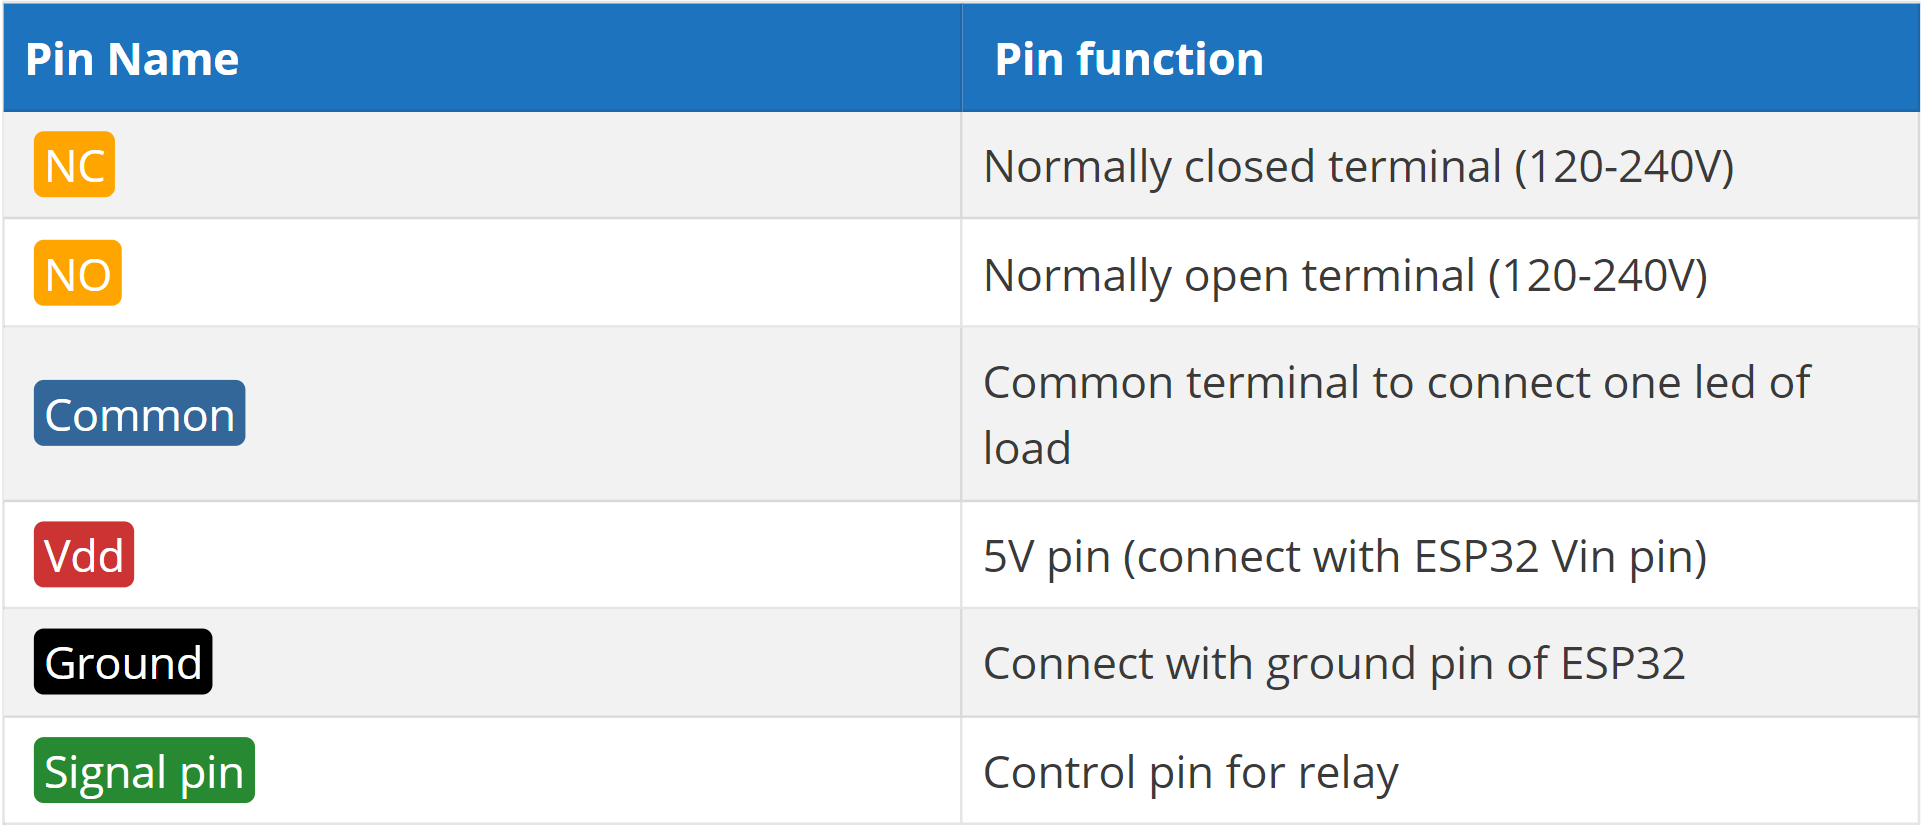 Pin Name Pin function
NC Normally closed terminal (120-240V)
NO Normally open terminal (120-240V)
Common Common terminal to connect one led of
load
Vdd 5V pin (connect with ESP32 Vin pin)
Ground Connect with ground pin of ESP32
Signal pin Control pin for relay